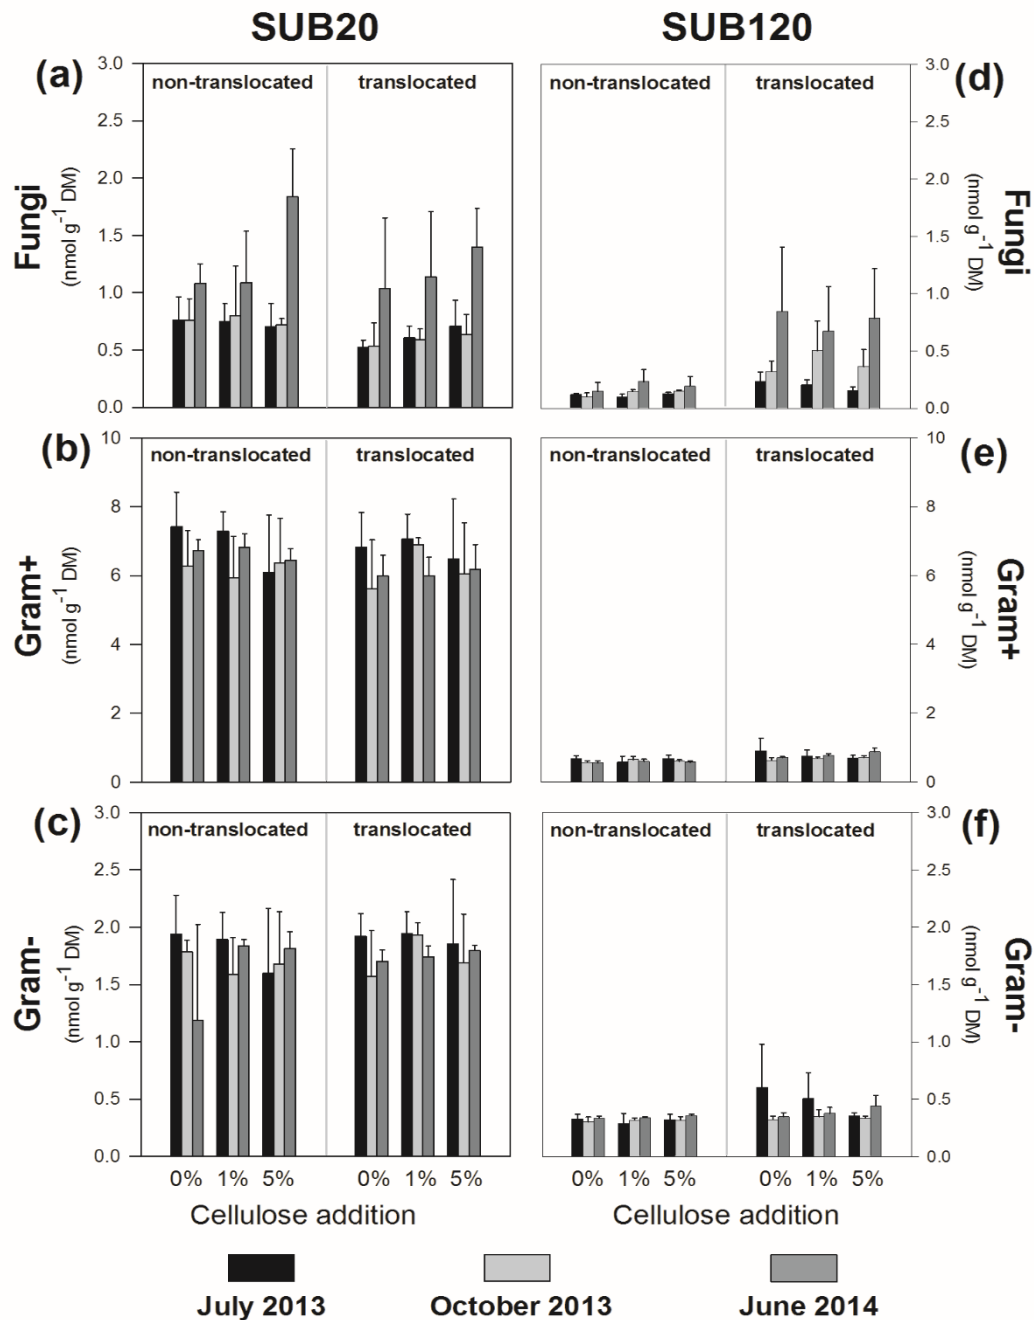 SUB20 SUB120
(a) non-translocated translocated non-translocated translocated (d)
3.0 2.5 2.0 1.5 1.0 0.5 0.0
Fungi
(nmol g⁻¹ DM)
3.0 2.5 2.0 1.5 1.0 0.5 0.0
Fungi
(nmol g⁻¹ DM)
(b) non-translocated translocated non-translocated translocated (e)
10 8 6 4 2 0
Gram+
(nmol g⁻¹ DM)
10 8 6 4 2 0
Gram+
(nmol g⁻¹ DM)
(c) non-translocated translocated non-translocated translocated (f)
3.0 2.5 2.0 1.5 1.0 0.5 0.0
Gram-
(nmol g⁻¹ DM)
3.0 2.5 2.0 1.5 1.0 0.5 0.0
Gram-
(nmol g⁻¹ DM)
0% 1% 5% 0% 1% 5% 0% 1% 5% 0% 1% 5%
Cellulose addition Cellulose addition
July 2013 October 2013 June 2014